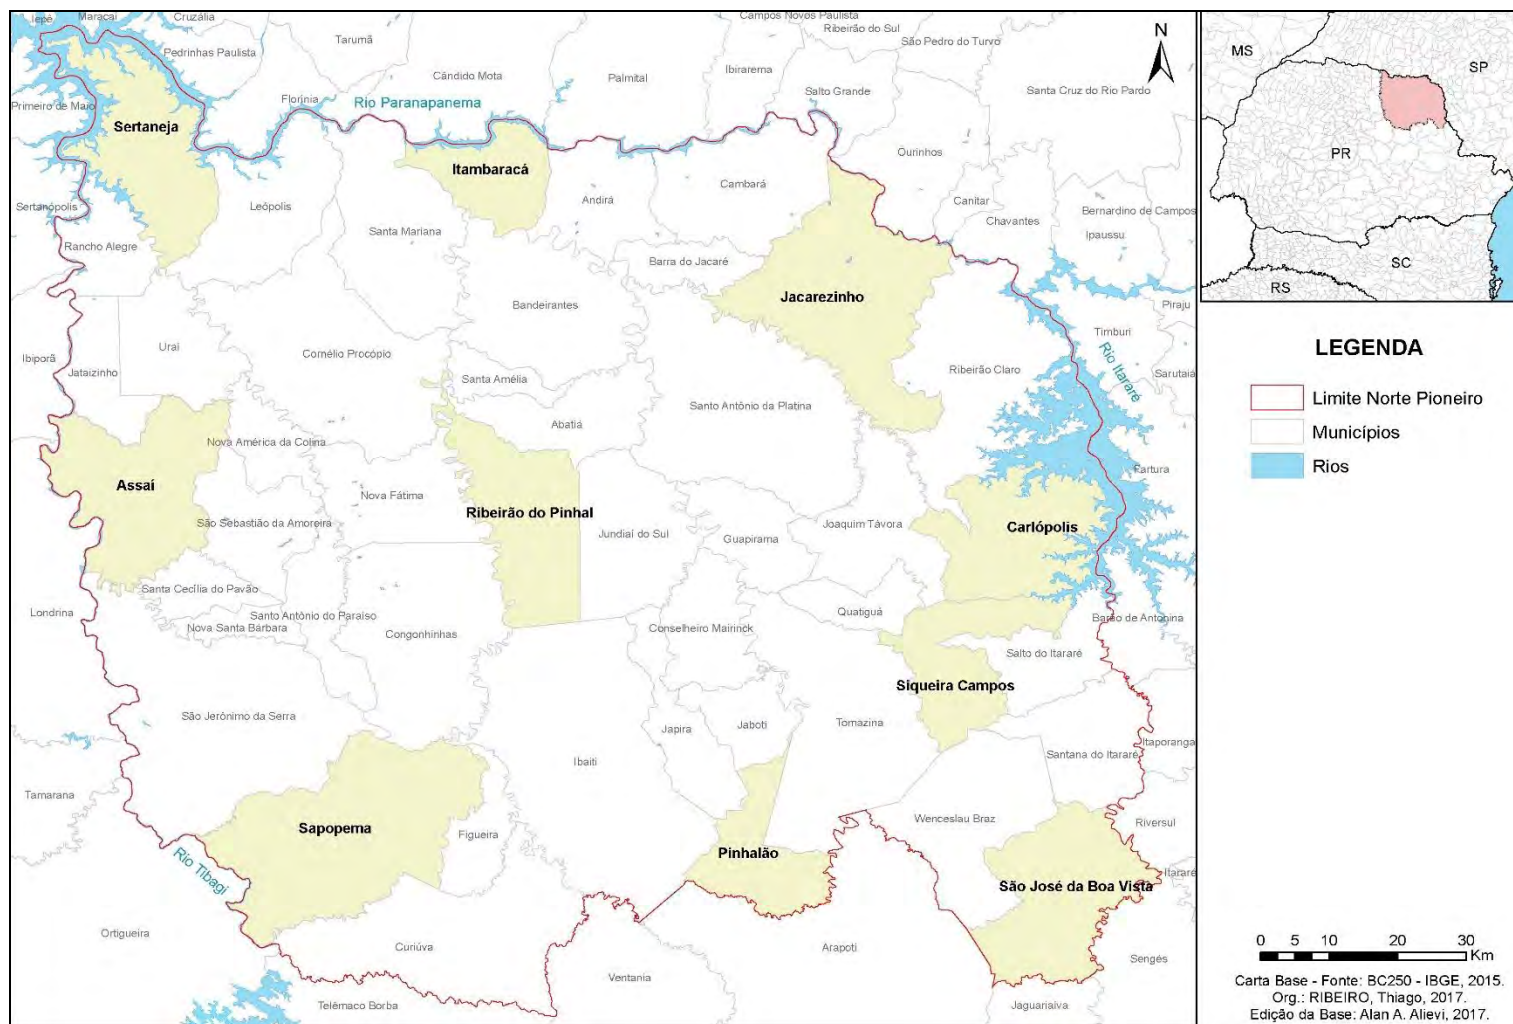 Iepê
Maracaí
Cruzália
Pedrinhas Paulista
Tarumã
Cândido Mota
Florínia
Rio Paranapanema
Palmital
Campos Novos Paulista
Ribeirão do Sul
Ibirarema
São Pedro do Turvo
Salto Grande
Santa Cruz do Rio Pardo
N
Primeiro de Maio
Sertaneja
Itambaracá
Ourinhos
Sertanópolis
Leópolis
Andirá
Cambará
Canitar
Chavantes
Bernardino de Campos
Ipaussu
Rancho Alegre
Santa Mariana
Barra do Jacaré
Jacarezinho
Bandeirantes
Piraju
Timburi
Rio Itararé
Sarutaiá
Ibiporã
Jataizinho
Uraí
Cornélio Procópio
Santa Amélia
Ribeirão Claro
Abatiá
Santo Antônio da Platina
Nova América da Colina
Assaí
Nova Fátima
Fartura
Ribeirão do Pinhal
São Sebastião da Amoreira
Jundiaí do Sul
Guapirama
Joaquim Távora
Carlópolis
Santa Cecília do Pavão
Londrina
Santo Antônio do Paraíso
Nova Santa Bárbara
Congonhinhas
Conselheiro Mairinck
Quatiguá
Barão de Antonina
Salto do Itararé
Siqueira Campos
São Jerônimo da Serra
Japira
Jaboti
Tomazina
Itaporanga
Santana do Itararé
Ibaiti
Tamarana
Sapopema
Figueira
Pinhalão
Wenceslau Braz
Riversul
Rio Tibagi
São José da Boa Vista
Itararé
Ortigueira
Curiúva
Ventania
Arapoti
Sengés
Telêmaco Borba
Jaguariaíva
MS
SP
PR
SC
RS
LEGENDA
Limite Norte Pioneiro
Municípios
Rios
0 5 10 20 30
Km
Carta Base - Fonte: BC250 - IBGE, 2015.
Org.: RIBEIRO, Thiago, 2017.
Edição da Base: Alan A. Alievi, 2017.